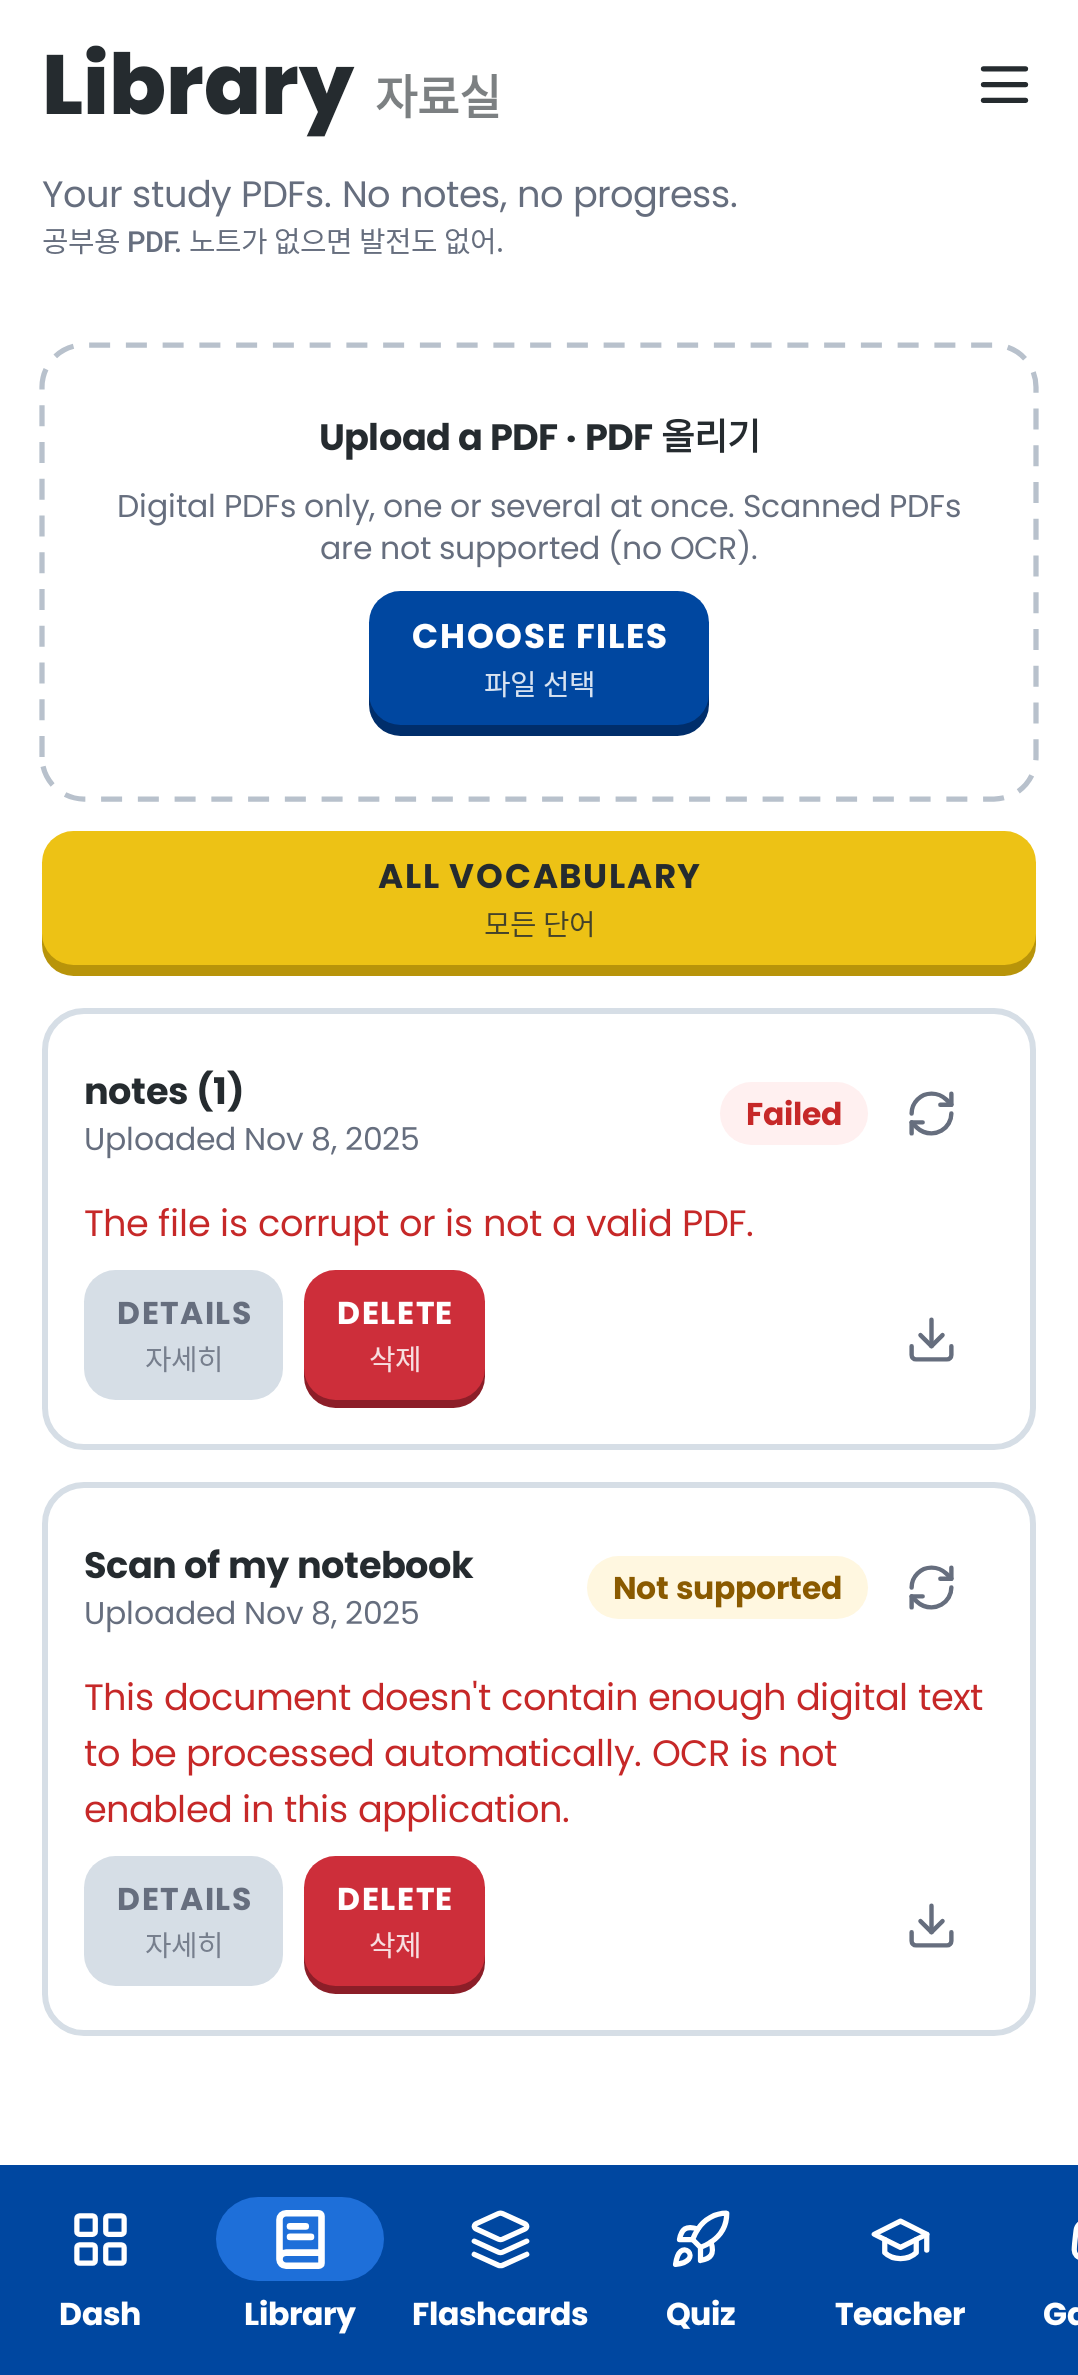 Library 자료실
Your study PDFs. No notes, no progress.
공부용 PDF. 노트가 없으면 발전도 없어.
Upload a PDF · PDF 올리기
Digital PDFs only, one or several at once. Scanned PDFs
are not supported (no OCR).
CHOOSE FILES
파일 선택
ALL VOCABULARY
모든 단어
notes (1)
Uploaded Nov 8, 2025
Failed
The file is corrupt or is not a valid PDF.
DETAILS
자세히
DELETE
삭제
Scan of my notebook
Uploaded Nov 8, 2025
Not supported
This document doesn't contain enough digital text
to be processed automatically. OCR is not
enabled in this application.
DETAILS
자세히
DELETE
삭제
Dash
Library
Flashcards
Quiz
Teacher